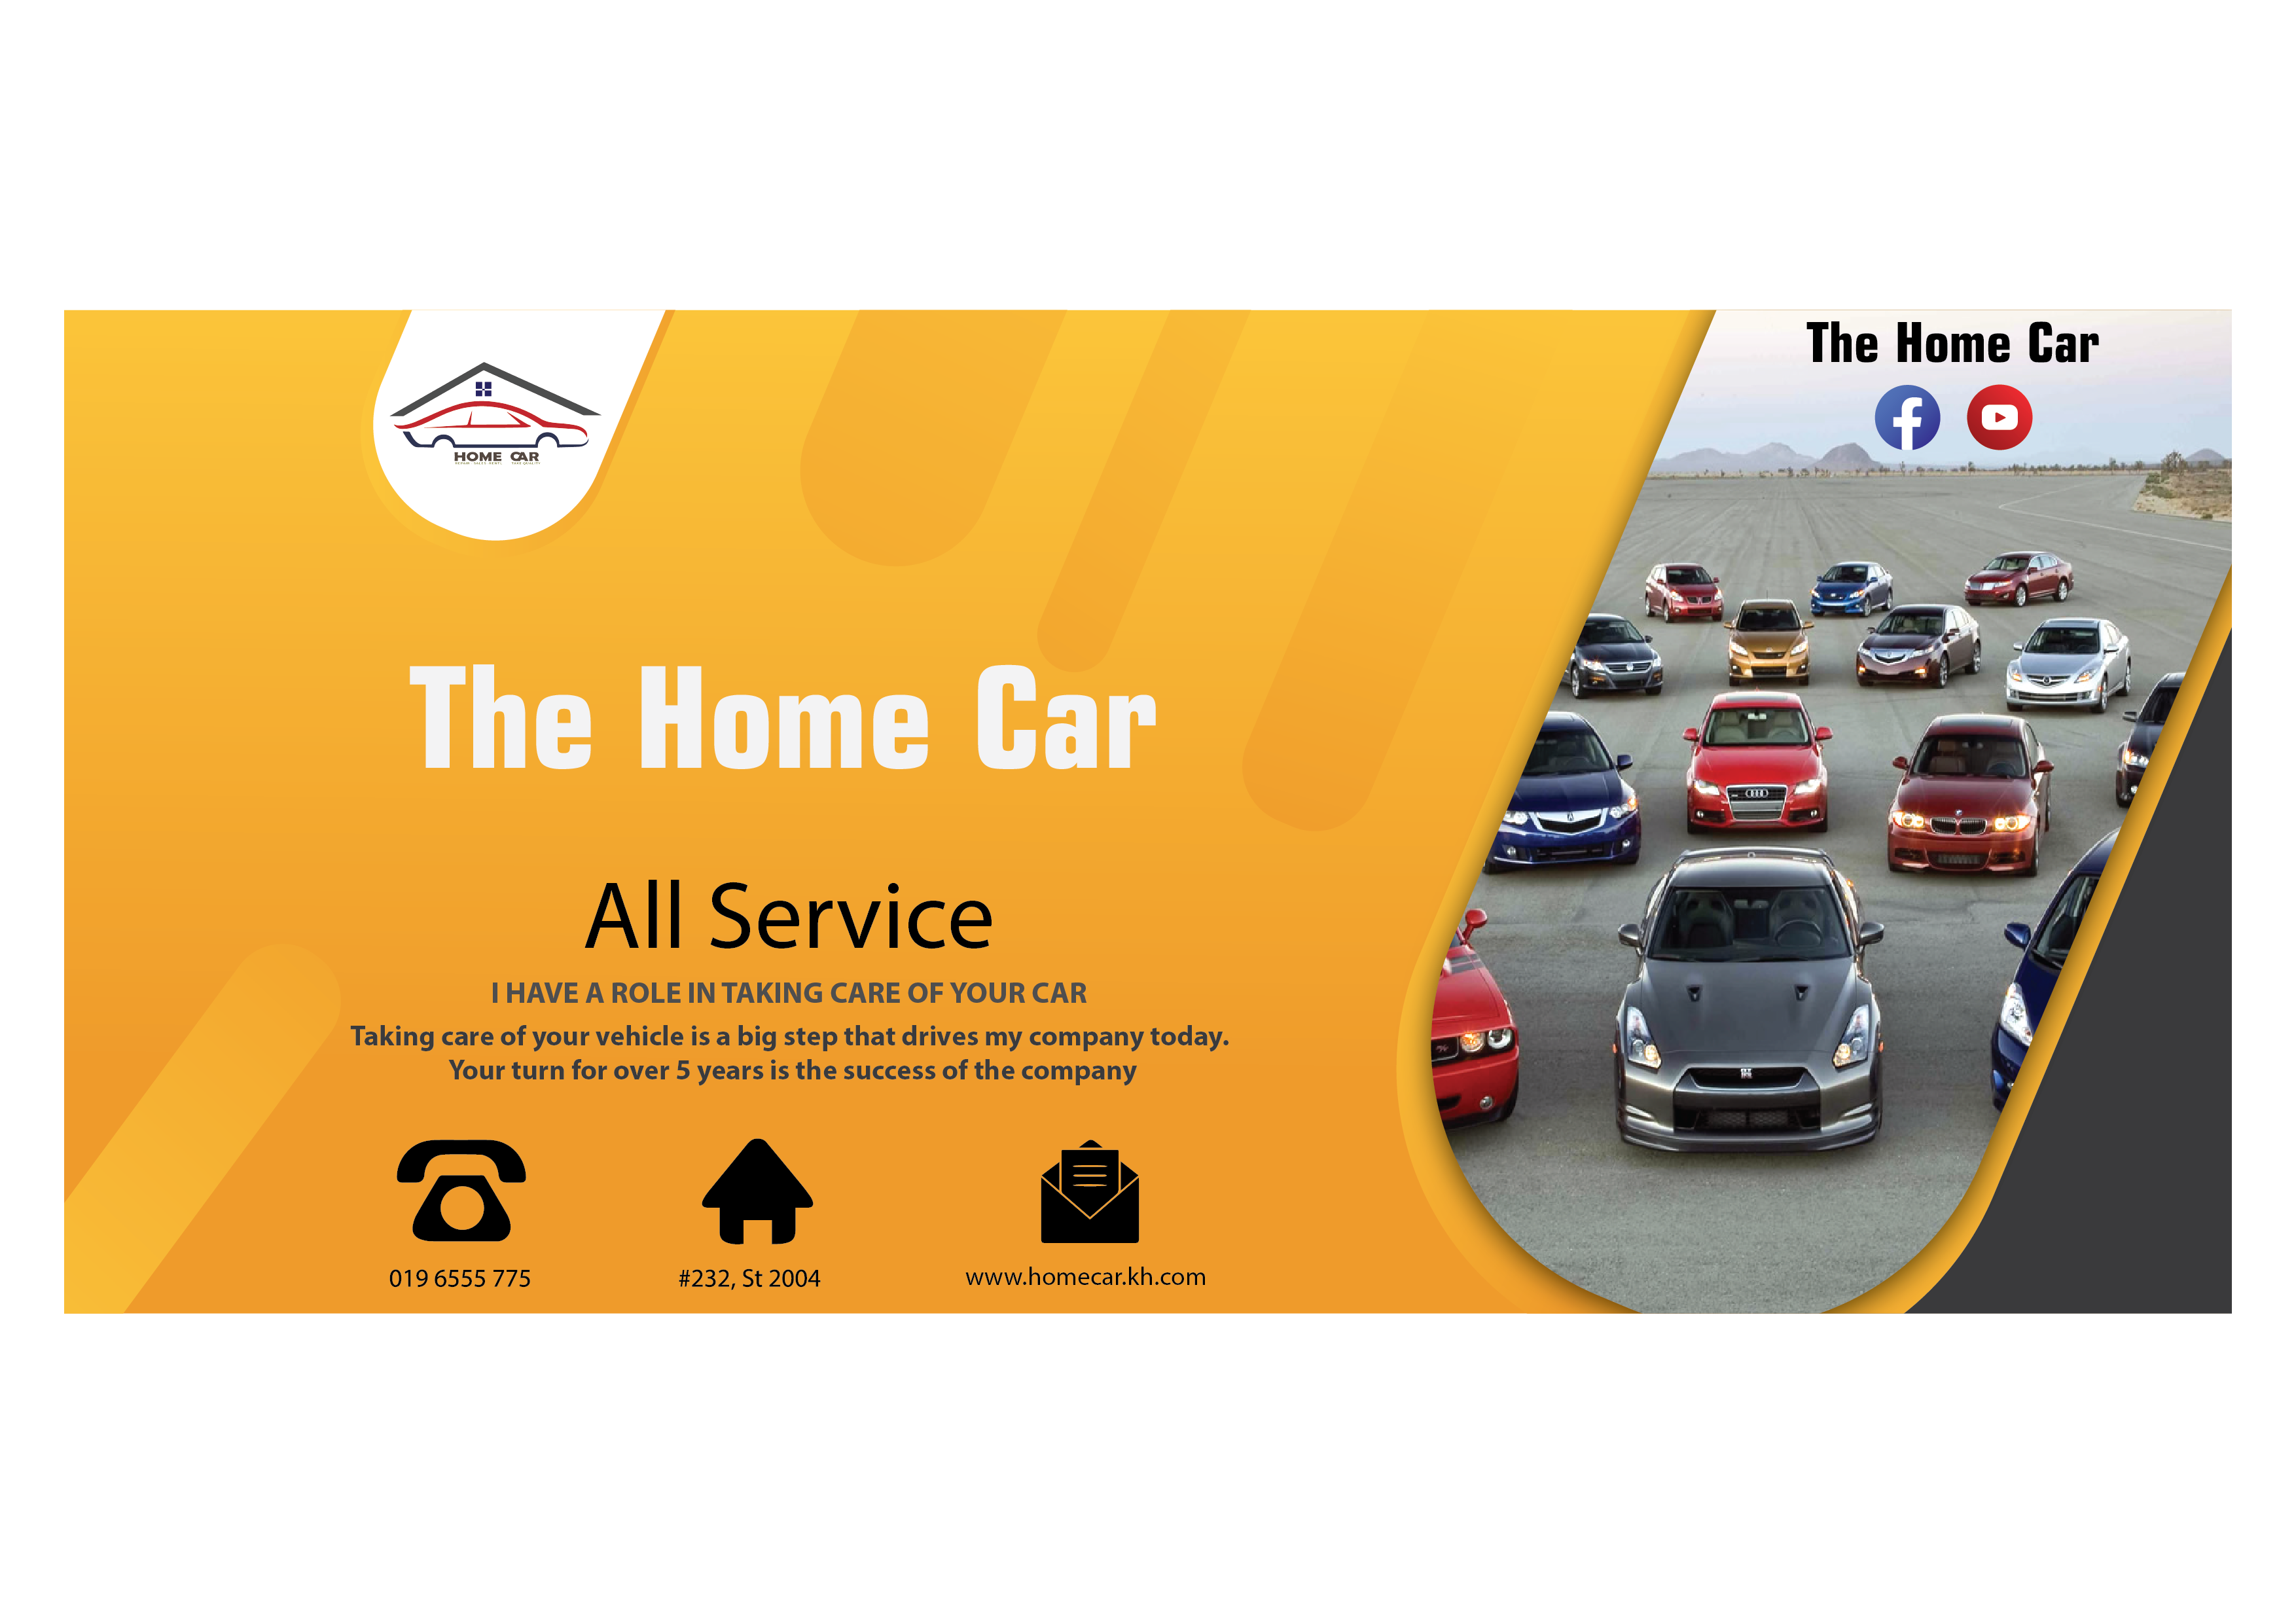 HOME CAR
The Home Car
The Home Car
All Service
I HAVE A ROLE IN TAKING CARE OF YOUR CAR
Taking care of your vehicle is a big step that drives my company today.
Your turn for over 5 years is the success of the company
019 6555 775
#232, St 2004
www.homecar.kh.com